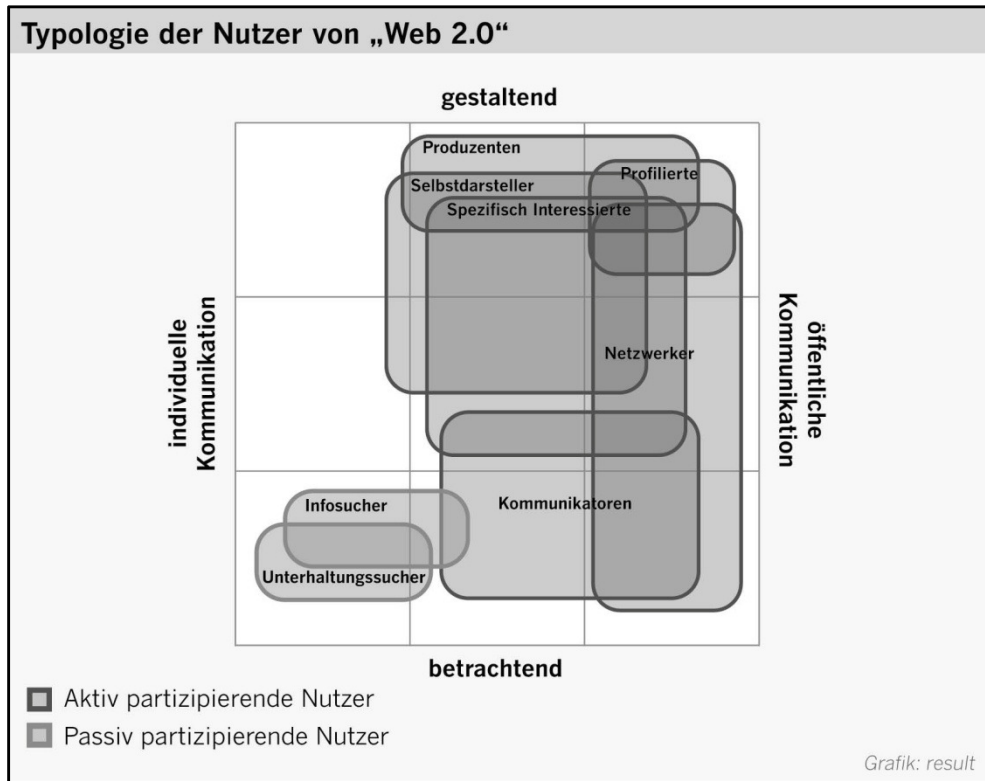 Typologie der Nutzer von „Web 2.0“
gestaltend
Produzenten
Profilierte
Selbstdarsteller
Spezifisch Interessierte
individuelle
Kommunikation
Netzwerker
öffentliche
Kommunikation
Infosucher
Kommunikatoren
Unterhaltungssucher
betrachtend
Aktiv partizipierende Nutzer
Passiv partizipierende Nutzer
Grafik: result